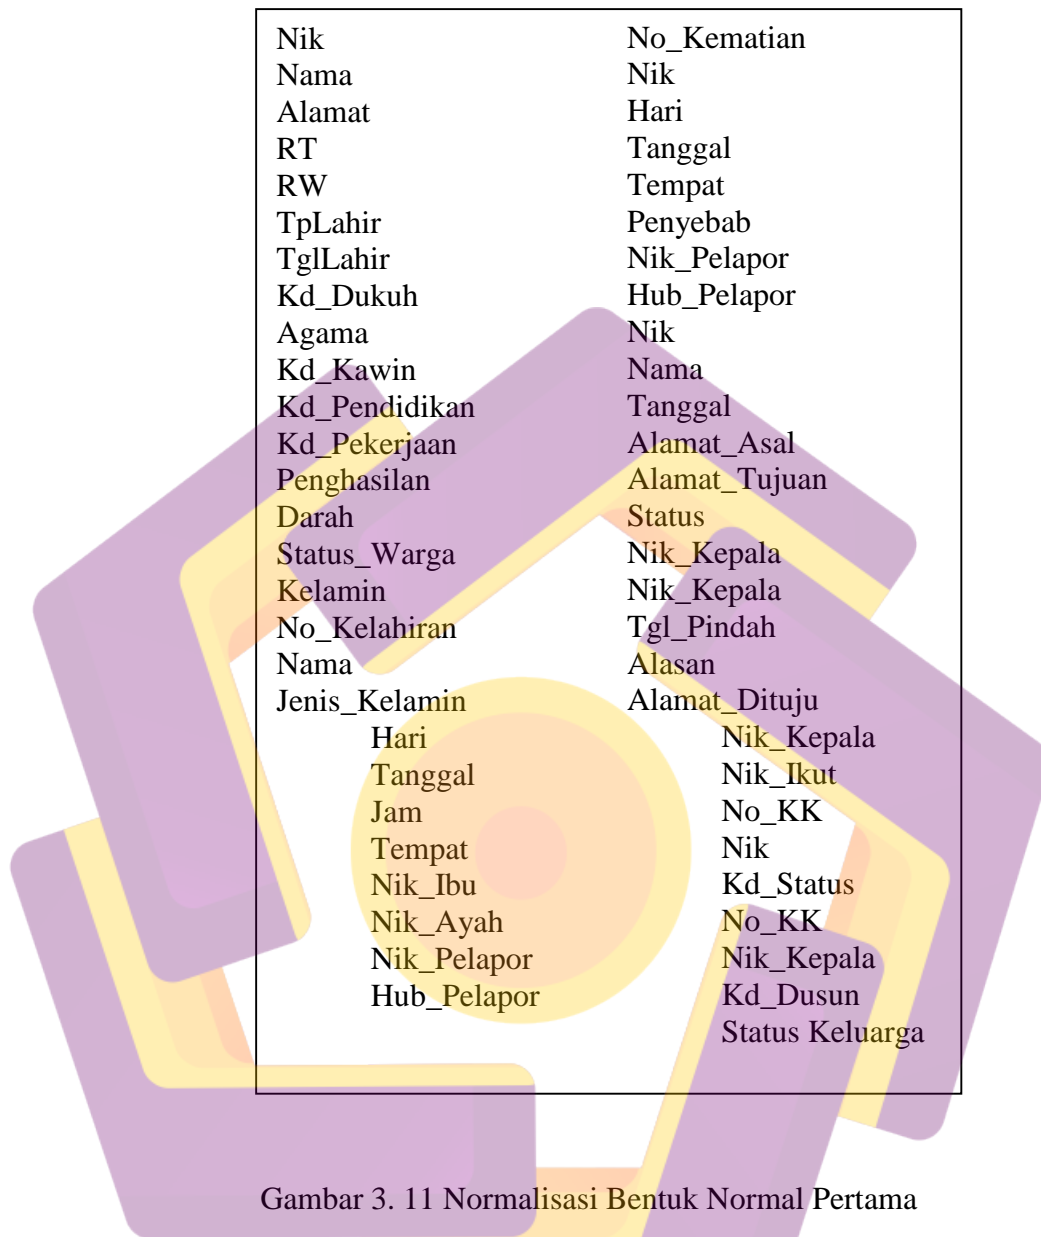 Nik
Nama
Alamat
RT
RW
TpLahir
TglLahir
Kd_Dukuh
Agama
Kd_Kawin
Kd_Pendidikan
Kd_Pekerjaan
Penghasilan
Darah
Status_Warga
Kelamin
No_Kelahiran
Nama
Jenis_Kelamin
Hari
Tanggal
Jam
Tempat
Nik_Ibu
Nik_Ayah
Nik_Pelapor
Hub_Pelapor
No_Kematian
Nik
Hari
Tanggal
Tempat
Penyebab
Nik_Pelapor
Hub_Pelapor
Nik
Nama
Tanggal
Alamat_Asal
Alamat_Tujuan
Status
Nik_Kepala
Nik_Kepala
Tgl_Pindah
Alasan
Alamat_Dituju
Nik_Kepala
Nik_Ikut
No_KK
Nik
Kd_Status
No_KK
Nik_Kepala
Kd_Dusun
Status Keluarga
Gambar 3. 11 Normalisasi Bentuk Normal Pertama